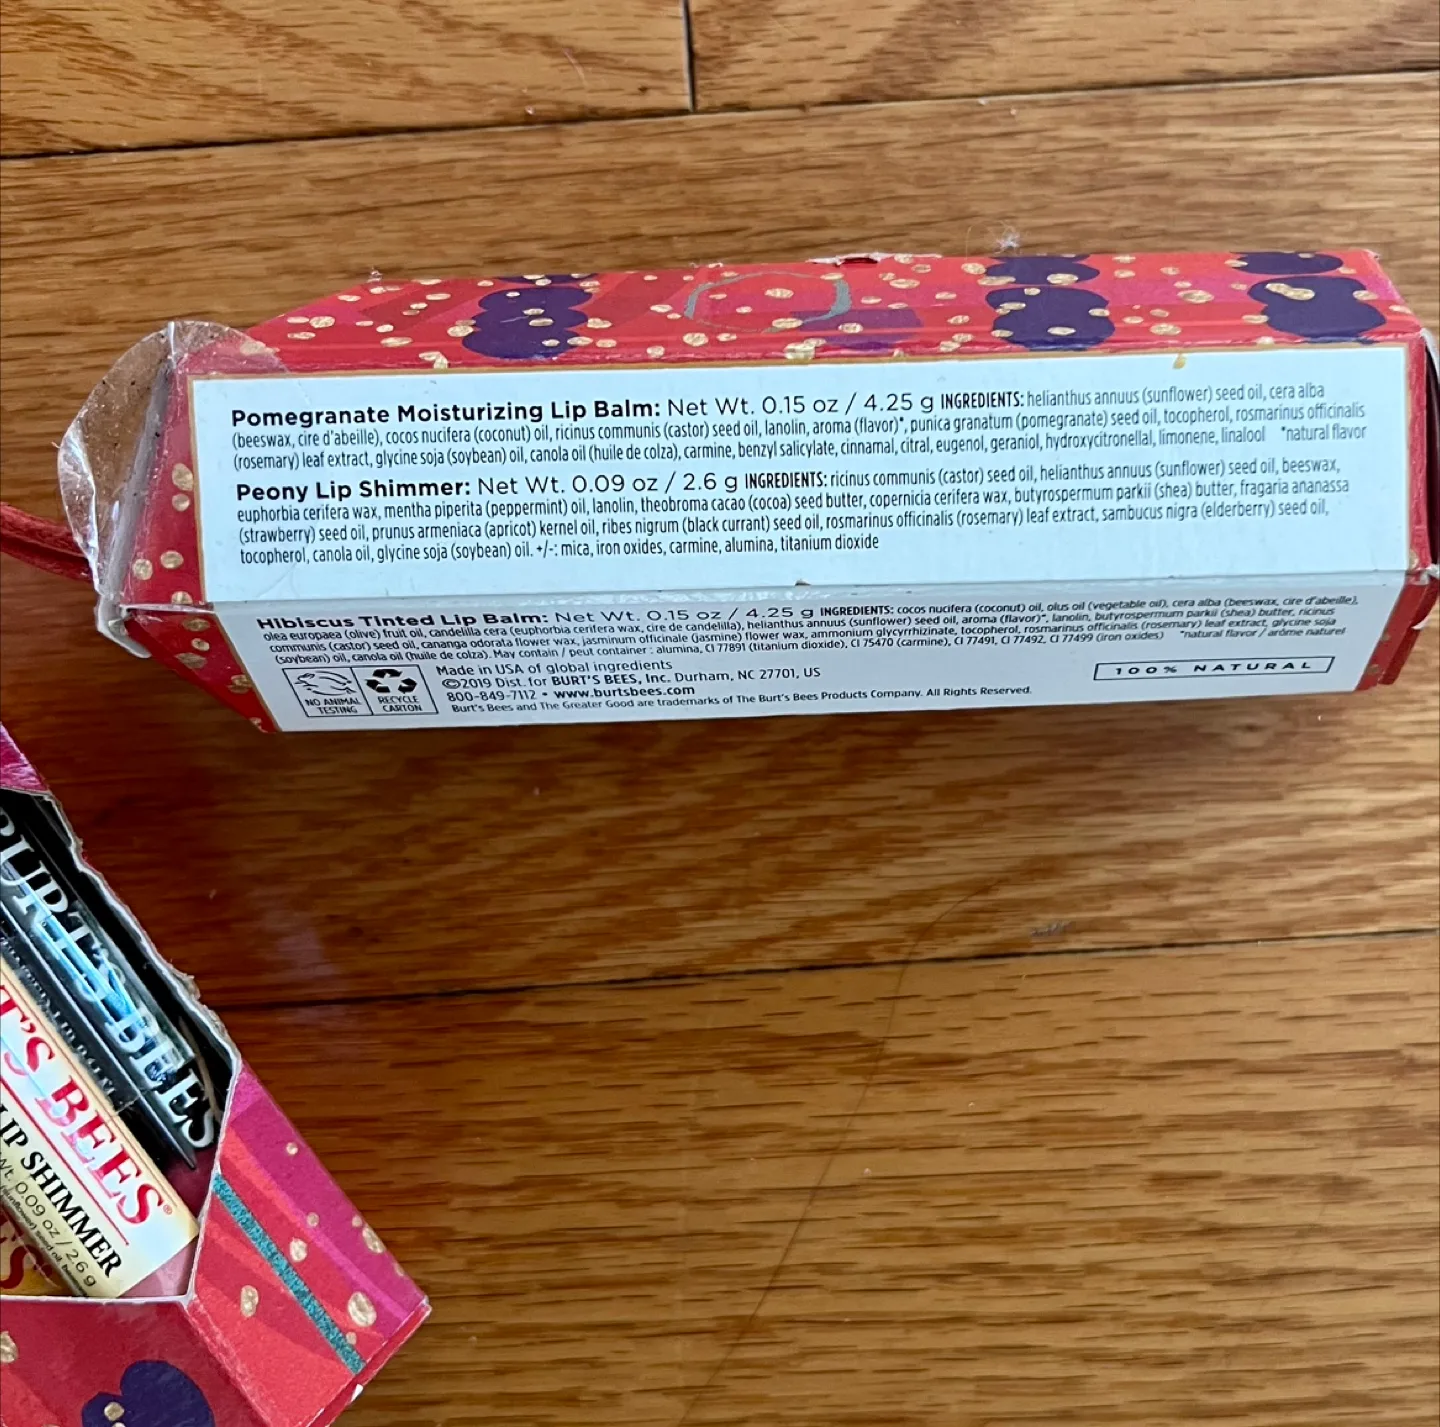 Pomegranate Moisturizing Lip Balm: Net Wt. 0.15 oz / 4.25 g INGREDIENTS: helianthus annuus (sunflower) seed oil, cera alba
(beeswax, cire d'abeille), cocos nucifera (coconut) oil, ricinus communis (castor) seed oil, lanolin, aroma (flavor)*, punica granatum (pomegranate) seed oil, tocopherol, rosmarinus officinalis
(rosemary) leaf extract, glycine soja (soybean) oil, canola oil (huile de colza), carmine, benzyl salicylate, cinnamal, citral, eugenol, geraniol, hydroxycitronellal, limonene, linalool *natural flavor
Peony Lip Shimmer: Net Wt. 0.09 oz / 2.6 g INGREDIENTS: ricinus communis (castor) seed oil, helianthus annuus (sunflower) seed oil, beeswax,
euphorbia cerifera wax, mentha piperita (peppermint) oil, lanolin, theobroma cacao (cocoa) seed butter, copernicia cerifera wax, butyrospermum parkii (shea) butter, fragaria ananassa
(strawberry) seed oil, prunus armeniaca (apricot) kernel oil, ribes nigrum (black currant) seed oil, rosmarinus officinalis (rosemary) leaf extract, sambucus nigra (elderberry) seed oil,
tocopherol, canola oil, glycine soja (soybean) oil. +/-: mica, iron oxides, carmine, alumina, titanium dioxide
Hibiscus Tinted Lip Balm: Net Wt. 0.15 oz / 4.25 g INGREDIENTS: cocos nucifera (coconut) oil, olus oil (vegetable oil), cera alba (beeswax, cire d'abeille),
olea europaea (olive) fruit oil, candelilla cera (euphorbia cerifera wax, cire de candelilla), helianthus annuus (sunflower) seed oil, aroma (flavor)*, lanolin, butyrospermum parkii (shea) butter, ricinus
communis (castor) seed oil, cananga odorata flower wax, jasminum officinale (jasmine) flower wax, ammonium glycyrrhizinate, tocopherol, rosmarinus officinalis (rosemary) leaf extract, glycine soja
(soybean) oil, canola oil (huile de colza). May contain / peut container : alumina, CI 77891 (titanium dioxide), CI 75470 (carmine), CI 77491, CI 77492, CI 77499 (iron oxides) *natural flavor / arôme naturel
NO ANIMAL
TESTING
RECYCLE
CARTON
Made in USA of global ingredients
©2019 Dist. for BURT'S BEES, Inc. Durham, NC 27701, US
800-849-7112 • www.burtsbees.com
Burt's Bees and The Greater Good are trademarks of The Burt's Bees Products Company. All Rights Reserved.
100% NATURAL
BURT'S BEES
T'S BEES®
LIP SHIMMER
Wt. 0.09 oz / 2.6 g